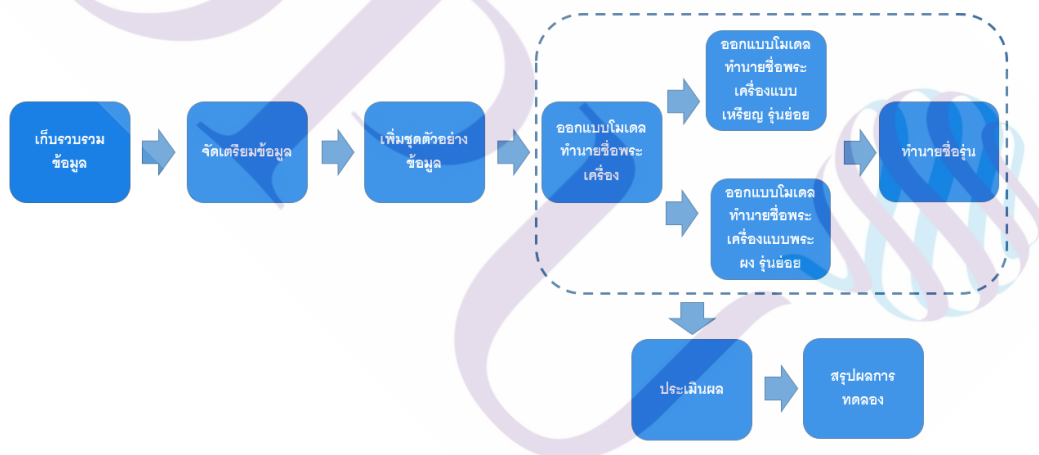 เก็บรวบรวม
ข้อมูล
จัดเตรียมข้อมูล
เพิ่มชุดตัวอย่าง
ข้อมูล
ออกแบบโมเดล
ทำนายชื่อพระ
เครื่อง
ออกแบบโมเดล
ทำนายชื่อพระ
เครื่องแบบ
เหรียญ รุ่นย่อย
ออกแบบโมเดล
ทำนายชื่อพระ
เครื่องแบบพระ
ผง รุ่นย่อย
ทำนายชื่อรุ่น
ประเมินผล
สรุปผลการ
ทดลอง